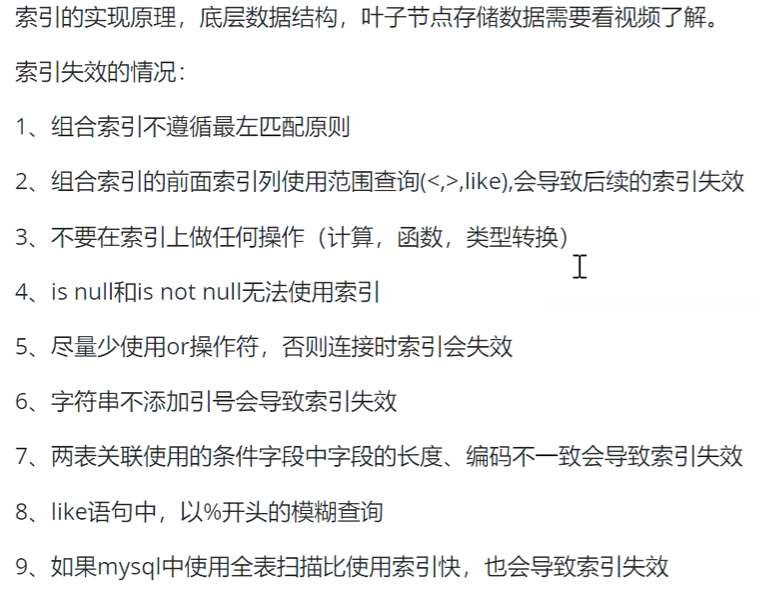 索引的实现原理，底层数据结构，叶子节点存储数据需要看视频了解。
索引失效的情况：
1、组合索引不遵循最左匹配原则
2、组合索引的前面索引列使用范围查询(<,>,like),会导致后续的索引失效
3、不要在索引上做任何操作（计算，函数，类型转换）
4、is null和is not null无法使用索引
5、尽量少使用or操作符，否则连接时索引会失效
6、字符串不添加引号会导致索引失效
7、两表关联使用的条件字段中字段的长度、编码不一致会导致索引失效
8、like语句中，以%开头的模糊查询
9、如果mysql中使用全表扫描比使用索引快，也会导致索引失效